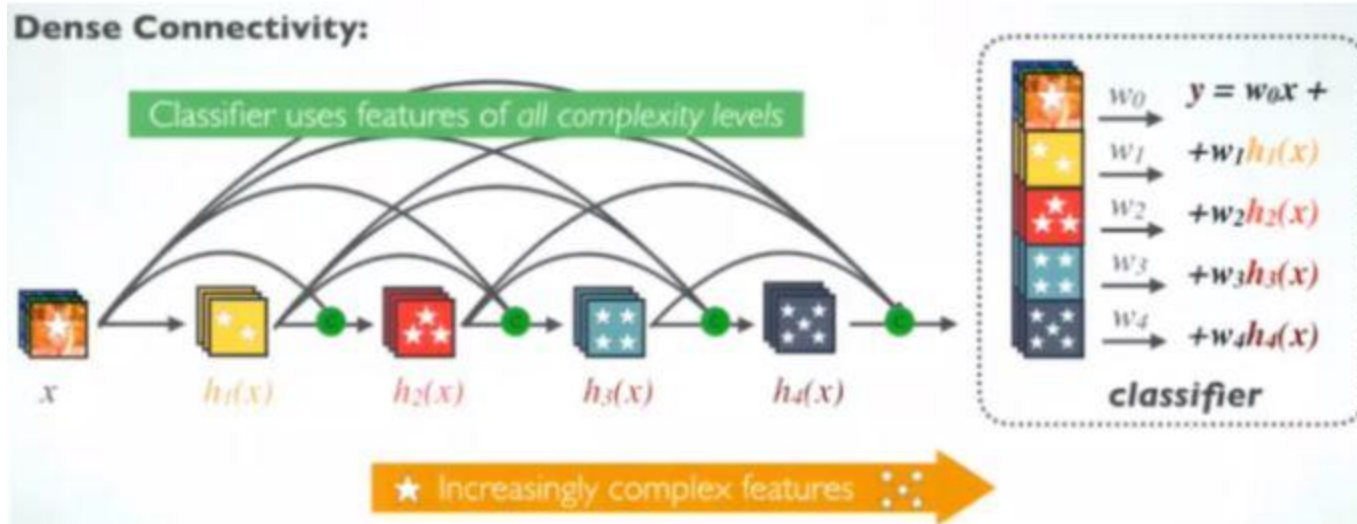 Dense Connectivity:
Classifier uses features of all complexity levels
x
h₁(x)
h₂(x)
h₃(x)
h₄(x)
w₀
y = w₀x +
w₁
+w₁h₁(x)
w₂
+w₂h₂(x)
w₃
+w₃h₃(x)
w₄
+w₄h₄(x)
classifier
Increasingly complex features